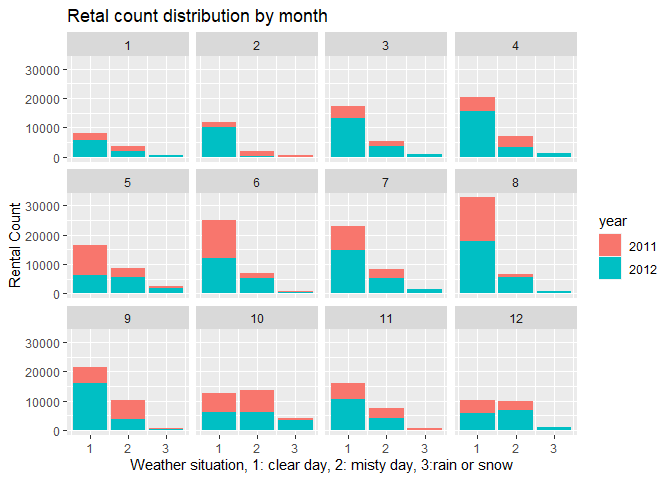 Retal count distribution by month
1 2 3 4
30000
20000
10000
0
5 6 7 8
30000
20000
10000
0
9 10 11 12
30000
20000
10000
0
1 2 3 1 2 3 1 2 3 1 2 3
Weather situation, 1: clear day, 2: misty day, 3:rain or snow
Rental Count
year
2011
2012